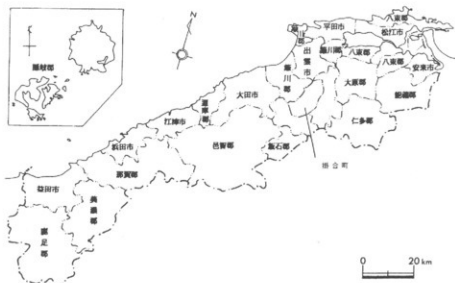 N
隠岐郡
八束郡
平田市
松江市
簸川郡
出雲市
簸川郡
八束郡
安来市
簸川郡
大原郡
能義郡
大田市
邇摩郡
仁多郡
江津市
邑智郡
飯石郡
掛合町
浜田市
那賀郡
益田市
美濃郡
鹿足郡
0 20 km